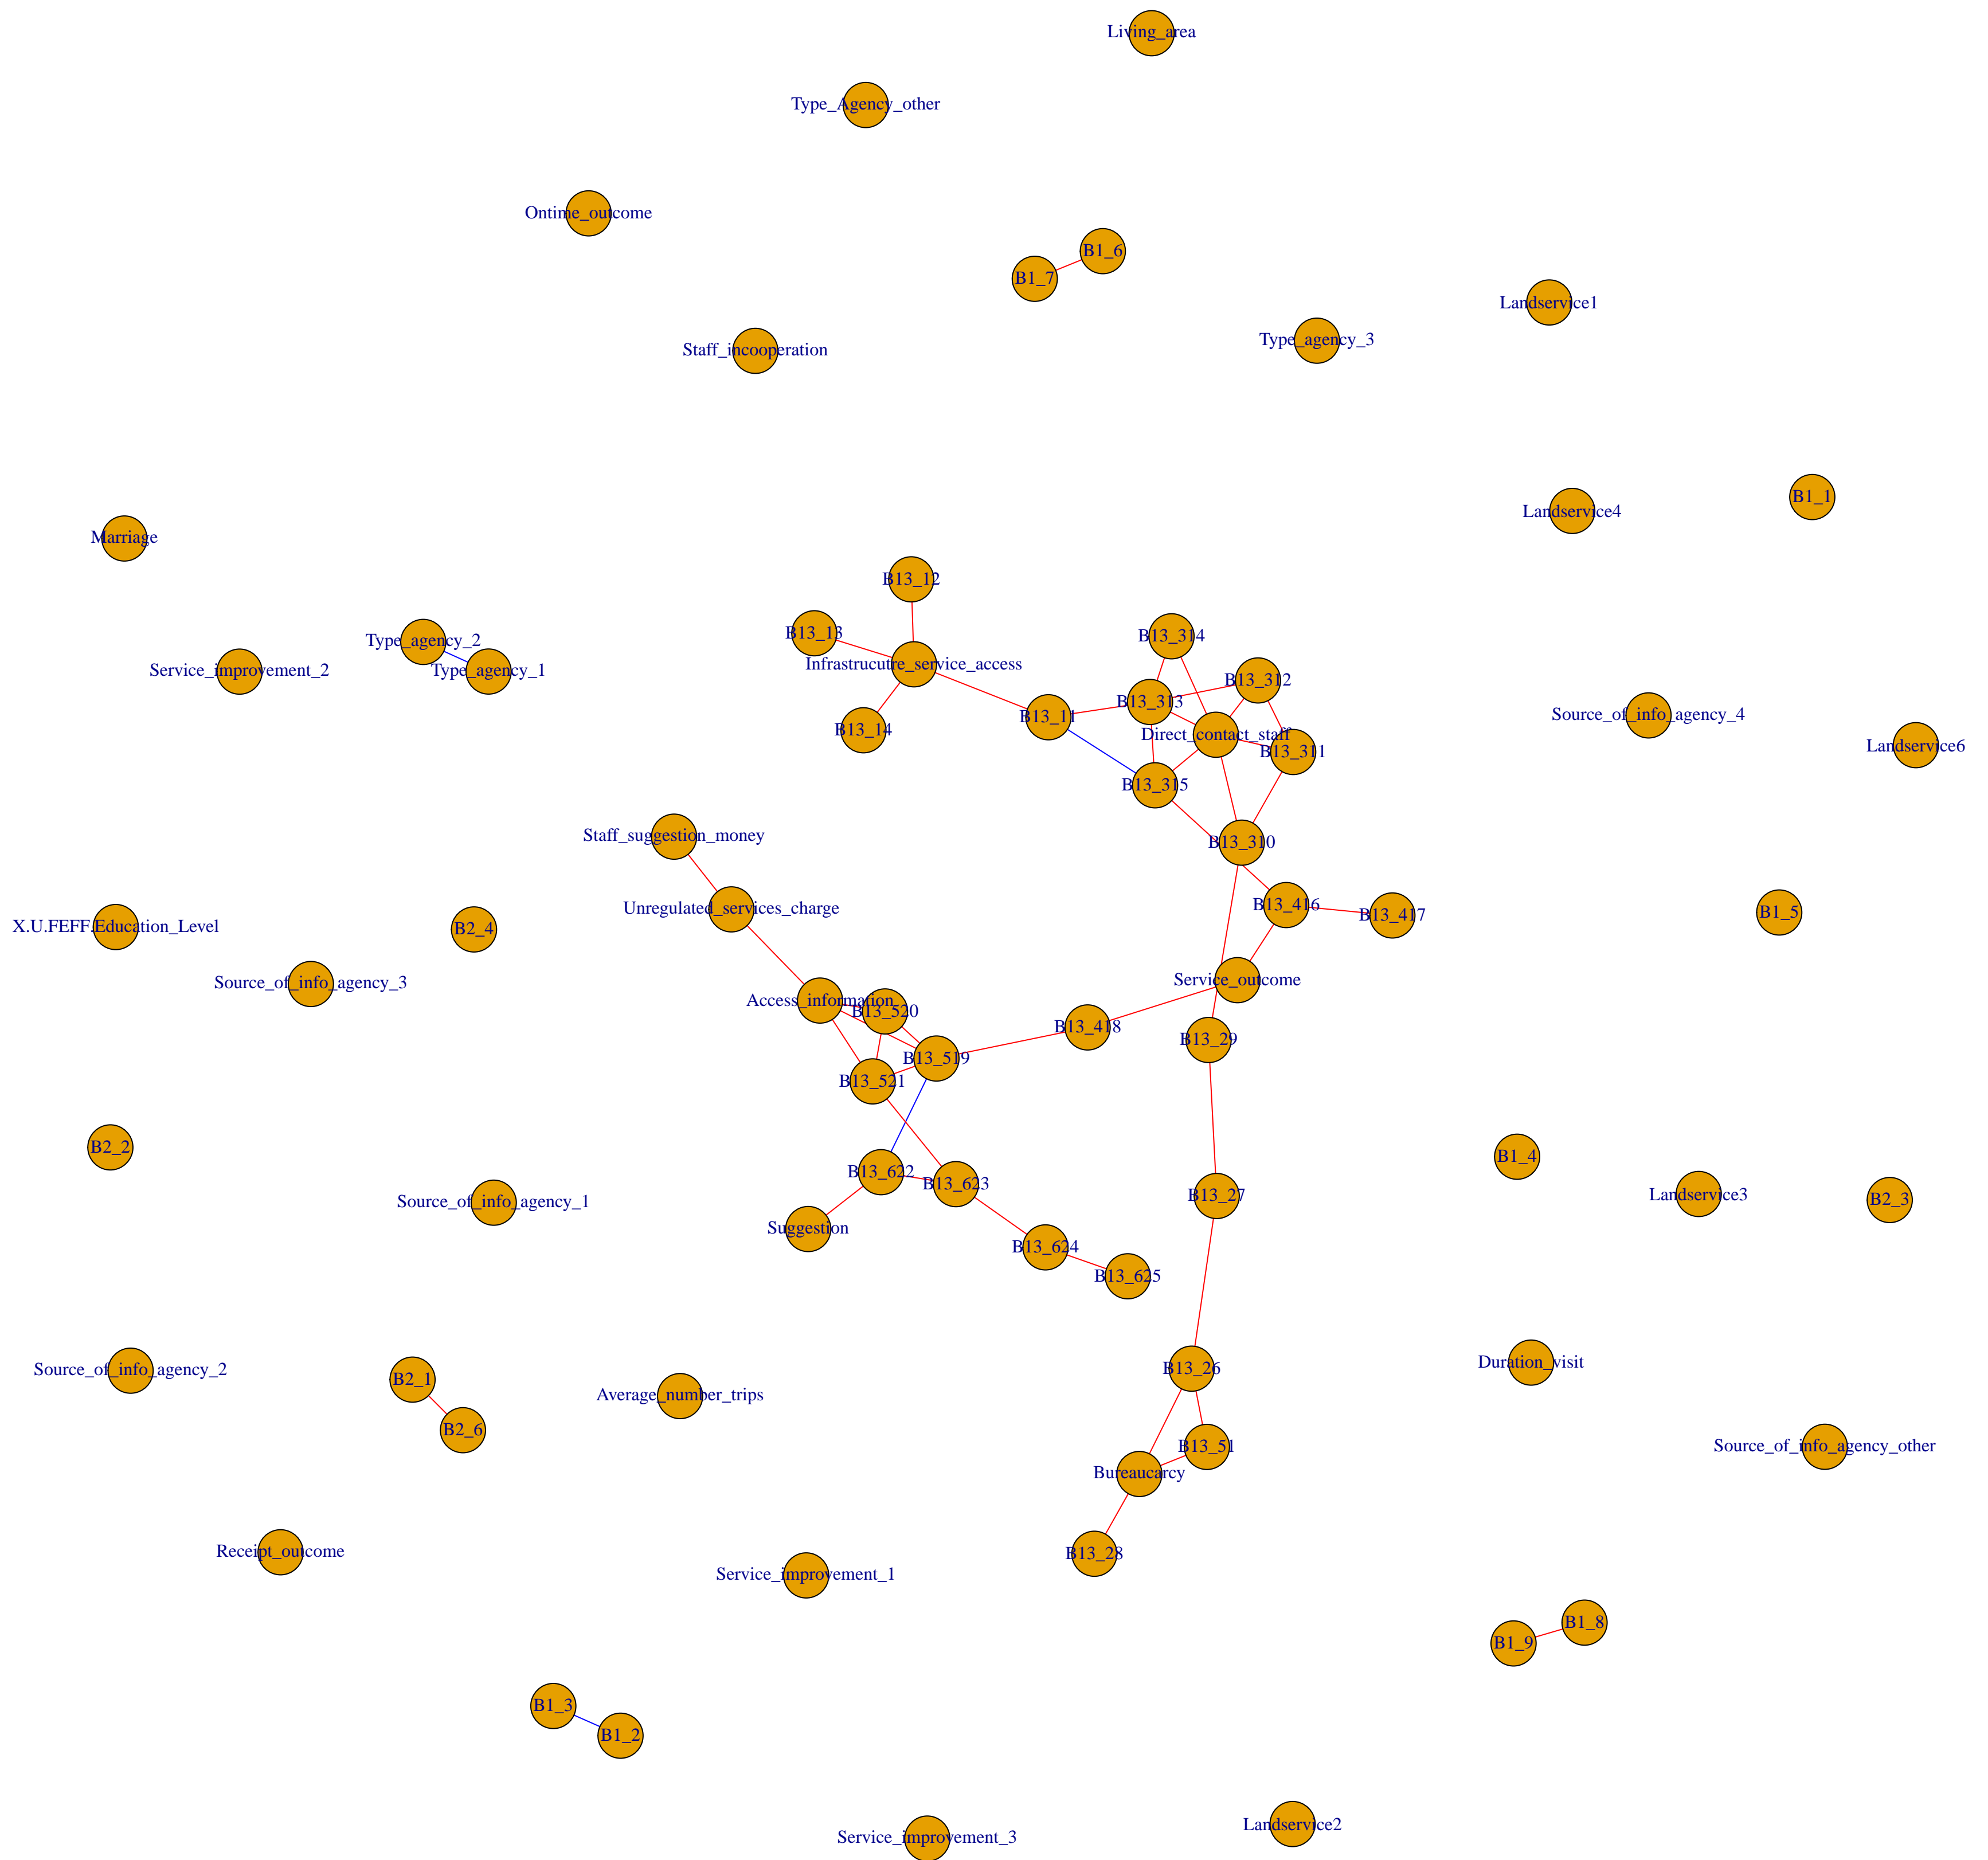 Living_area
Type_Agency_other
Ontime_outcome
B1_6
B1_7
Landservice1
Type_agency_3
Staff_incooperation
B1_1
Landservice4
Marriage
B13_12
B13_13
B13_314
Type_agency_2
Infrastrucutre_service_access
Service_improvement_2
Type_agency_1
B13_312
B13_313
Source_of_info_agency_4
B13_11
B13_14
Direct_contact_staff
Landservice6
B13_311
B13_315
Staff_suggestion_money
B13_310
B13_416
Unregulated_services_charge
B1_5
B13_417
X.U.FEFF.Education_Level
B2_4
Service_outcome
Source_of_info_agency_3
Access_information
B13_520
B13_418
B13_29
B13_519
B13_521
B2_2
B1_4
B13_622
B13_623
Landservice3
B13_27
B2_3
Source_of_info_agency_1
Suggestion
B13_624
B13_625
Duration_visit
B13_26
Source_of_info_agency_2
B2_1
Average_number_trips
B2_6
B13_51
Source_of_info_agency_other
Bureaucarcy
Receipt_outcome
B13_28
Service_improvement_1
B1_8
B1_9
B1_3
B1_2
Landservice2
Service_improvement_3